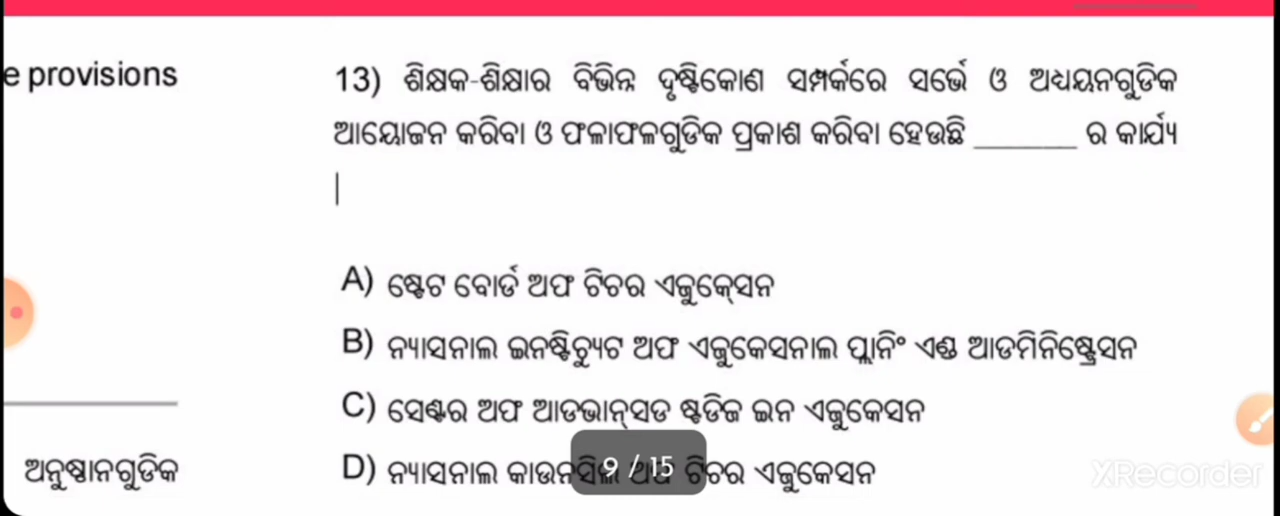 e provisions
13) ଶିକ୍ଷକ-ଶିକ୍ଷାର ବିଭିନ୍ନ ଦୃଷ୍ଟିକୋଣ ସମ୍ପର୍କରେ ସର୍ଭେ ଓ ଅଧ୍ୟୟନଗୁଡିକ
ଆୟୋଜନ କରିବା ଓ ଫଳାଫଳଗୁଡିକ ପ୍ରକାଶ କରିବା ହେଉଛି ______ ର କାର୍ଯ୍ୟ
|
A) ଷ୍ଟେଟ ବୋର୍ଡ ଅଫ ଟିଚର ଏଜୁକେ୍ସନ
B) ନ୍ୟାସନାଲ ଇନଷ୍ଟିଚ୍ୟୁଟ ଅଫ ଏଜୁକେସନାଲ ପ୍ଲାନିଂ ଏଣ୍ଡ ଆଡମିନିଷ୍ଟ୍ରେସନ
C) ସେଣ୍ଟର ଅଫ ଆଡଭାନ୍ସଡ ଷ୍ଟଡିଜ ଇନ ଏଜୁକେସନ
ଅନୁଷ୍ଠାନଗୁଡିକ
D) ନ୍ୟାସନାଲ କାଉନସିଲ ଅଫ ଟିଚର ଏଜୁକେସନ
9 / 15
XRecorder